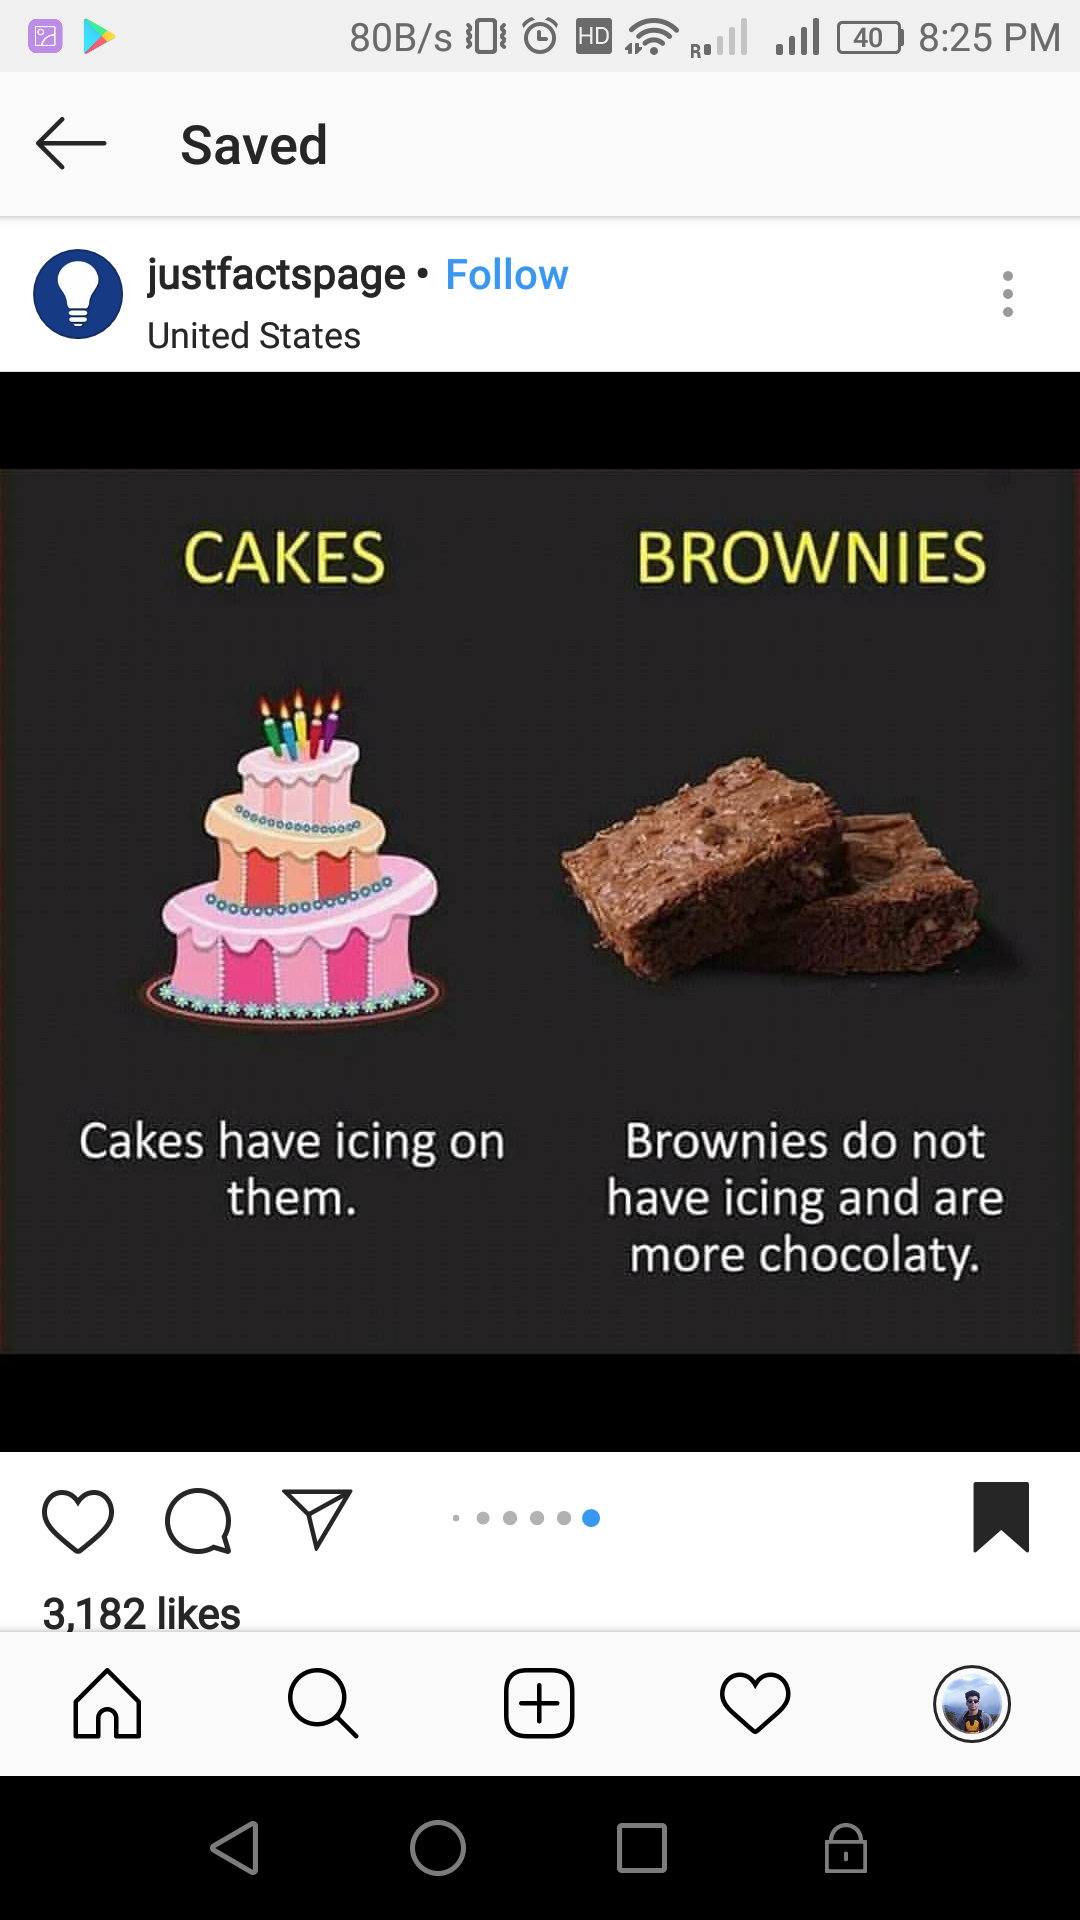 80B/s HD R 40 8:25 PM
Saved
justfactspage • Follow
United States
CAKES
BROWNIES
Cakes have icing on
them.
Brownies do not
have icing and are
more chocolaty.
3,182 likes